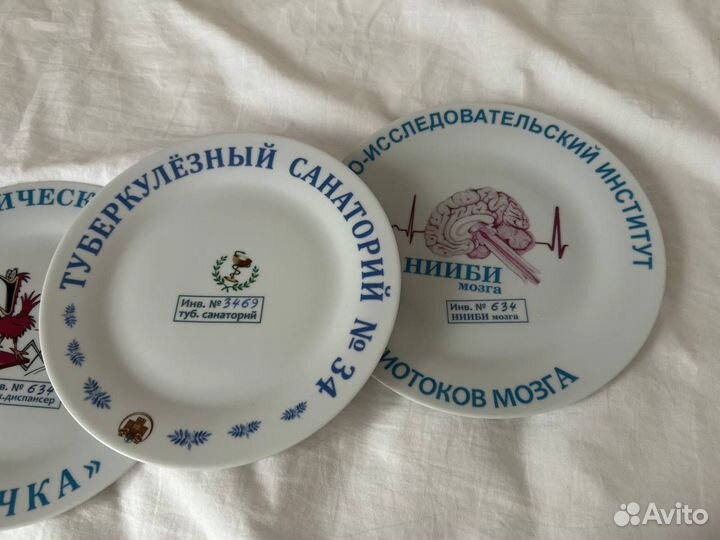 ИЧЕСК
в. № 634
.диспансер
ЧКА»
ТУБЕРКУЛЁЗНЫЙ САНАТОРИЙ № 34
Инв. № 3469
туб. санаторий
О-ИССЛЕДОВАТЕЛЬСКИЙ ИНСТИТУТ
НИИБИ
мозга
Инв. № 634
НИИБИ мозга
ИОТОКОВ МОЗГА
Avito